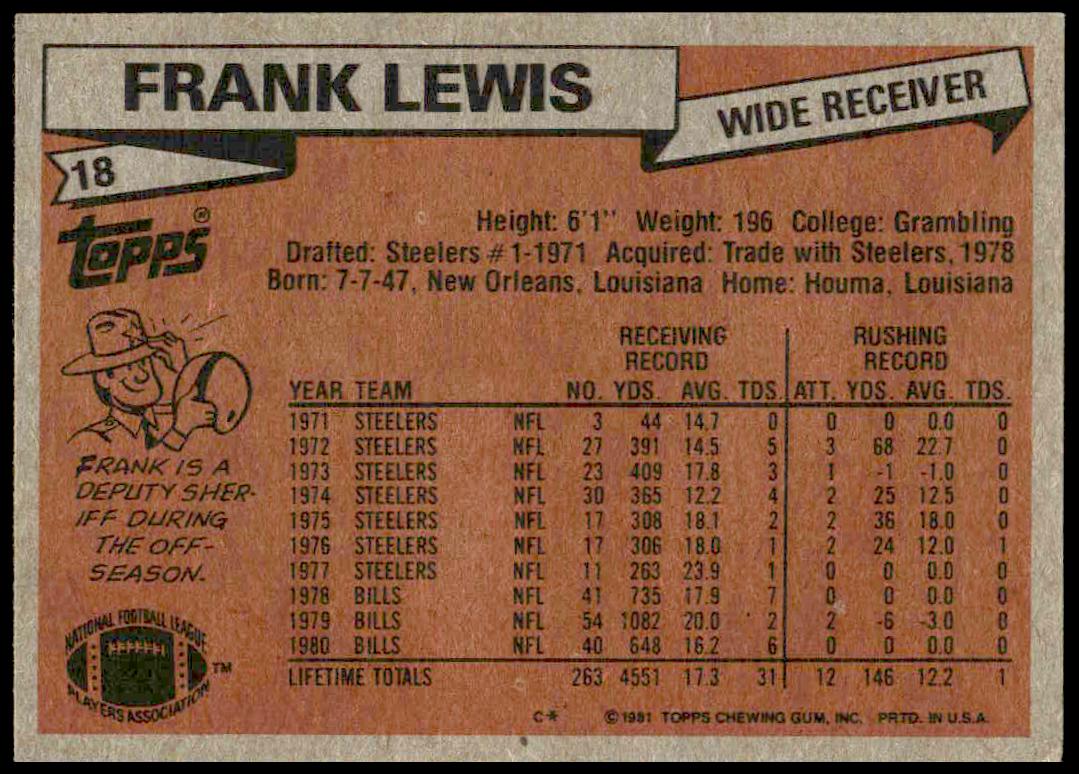 FRANK LEWIS
WIDE RECEIVER
18
topps®
Height: 6'1" Weight: 196 College: Grambling
Drafted: Steelers #1-1971 Acquired: Trade with Steelers, 1978
Born: 7-7-47, New Orleans, Louisiana Home: Houma, Louisiana
RECEIVING RUSHING
RECORD RECORD
YEAR TEAM NO. YDS. AVG. TDS. ATT. YDS. AVG. TDS.
1971 STEELERS NFL 3 44 14.7 0 0 0 0.0 0
1972 STEELERS NFL 27 391 14.5 5 3 68 22.7 0
1973 STEELERS NFL 23 409 17.8 3 1 -1 -1.0 0
1974 STEELERS NFL 30 365 12.2 4 2 25 12.5 0
1975 STEELERS NFL 17 308 18.1 2 2 36 18.0 0
1976 STEELERS NFL 17 306 18.0 1 2 24 12.0 1
1977 STEELERS NFL 11 263 23.9 1 0 0 0.0 0
1978 BILLS NFL 41 735 17.9 7 0 0 0.0 0
1979 BILLS NFL 54 1082 20.0 2 2 -6 -3.0 0
1980 BILLS NFL 40 648 16.2 6 0 0 0.0 0
LIFETIME TOTALS 263 4551 17.3 31 12 146 12.2 1
FRANK IS A
DEPUTY SHER-
IFF DURING
THE OFF-
SEASON.
NATIONAL FOOTBALL LEAGUE
PLAYERS ASSOCIATION
TM
C* © 1981 TOPPS CHEWING GUM, INC. PRTD. IN U.S.A.